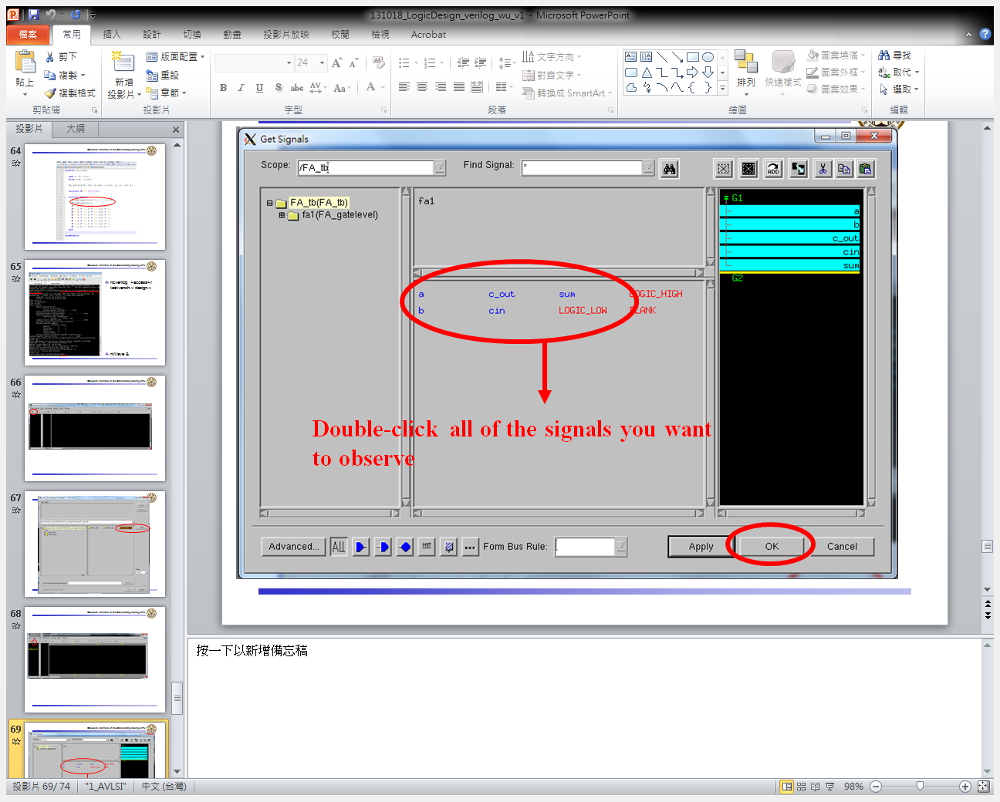 131018_LogicDesign_verilog_wu_v1 - Microsoft PowerPoint
檔案 常用 插入 設計 切換 動畫 投影片放映 校閱 檢視 Acrobat
貼上 剪下 複製 複製格式 剪貼簿
新增 投影片 版面配置 重設 章節 投影片
24
B I U S abc AV Aa A 字型
文字方向 對齊文字 轉換成 SmartArt 段落
排列 快速樣式 圖案填滿 圖案外框 圖案效果 繪圖
尋找 取代 選取 編輯
投影片 大綱
64
65
ncverilog +access+r
testbench.v design.v
nWave &
66
67
68
69
Get Signals
Scope: /FA_tb Find Signal: *
ADD
FA_tb(FA_tb)
fa1(FA_gatelevel)
fa1
a c_out sum LOGIC_HIGH
b cin LOGIC_LOW BLANK
G1
a
b
c_out
cin
sum
G2
Double-click all of the signals you want
to observe
Advanced... ALL NET Form Bus Rule: Apply OK Cancel
按一下以新增備忘稿
投影片 69/ 74 "1_AVLSI" 中文 (台灣) 98%